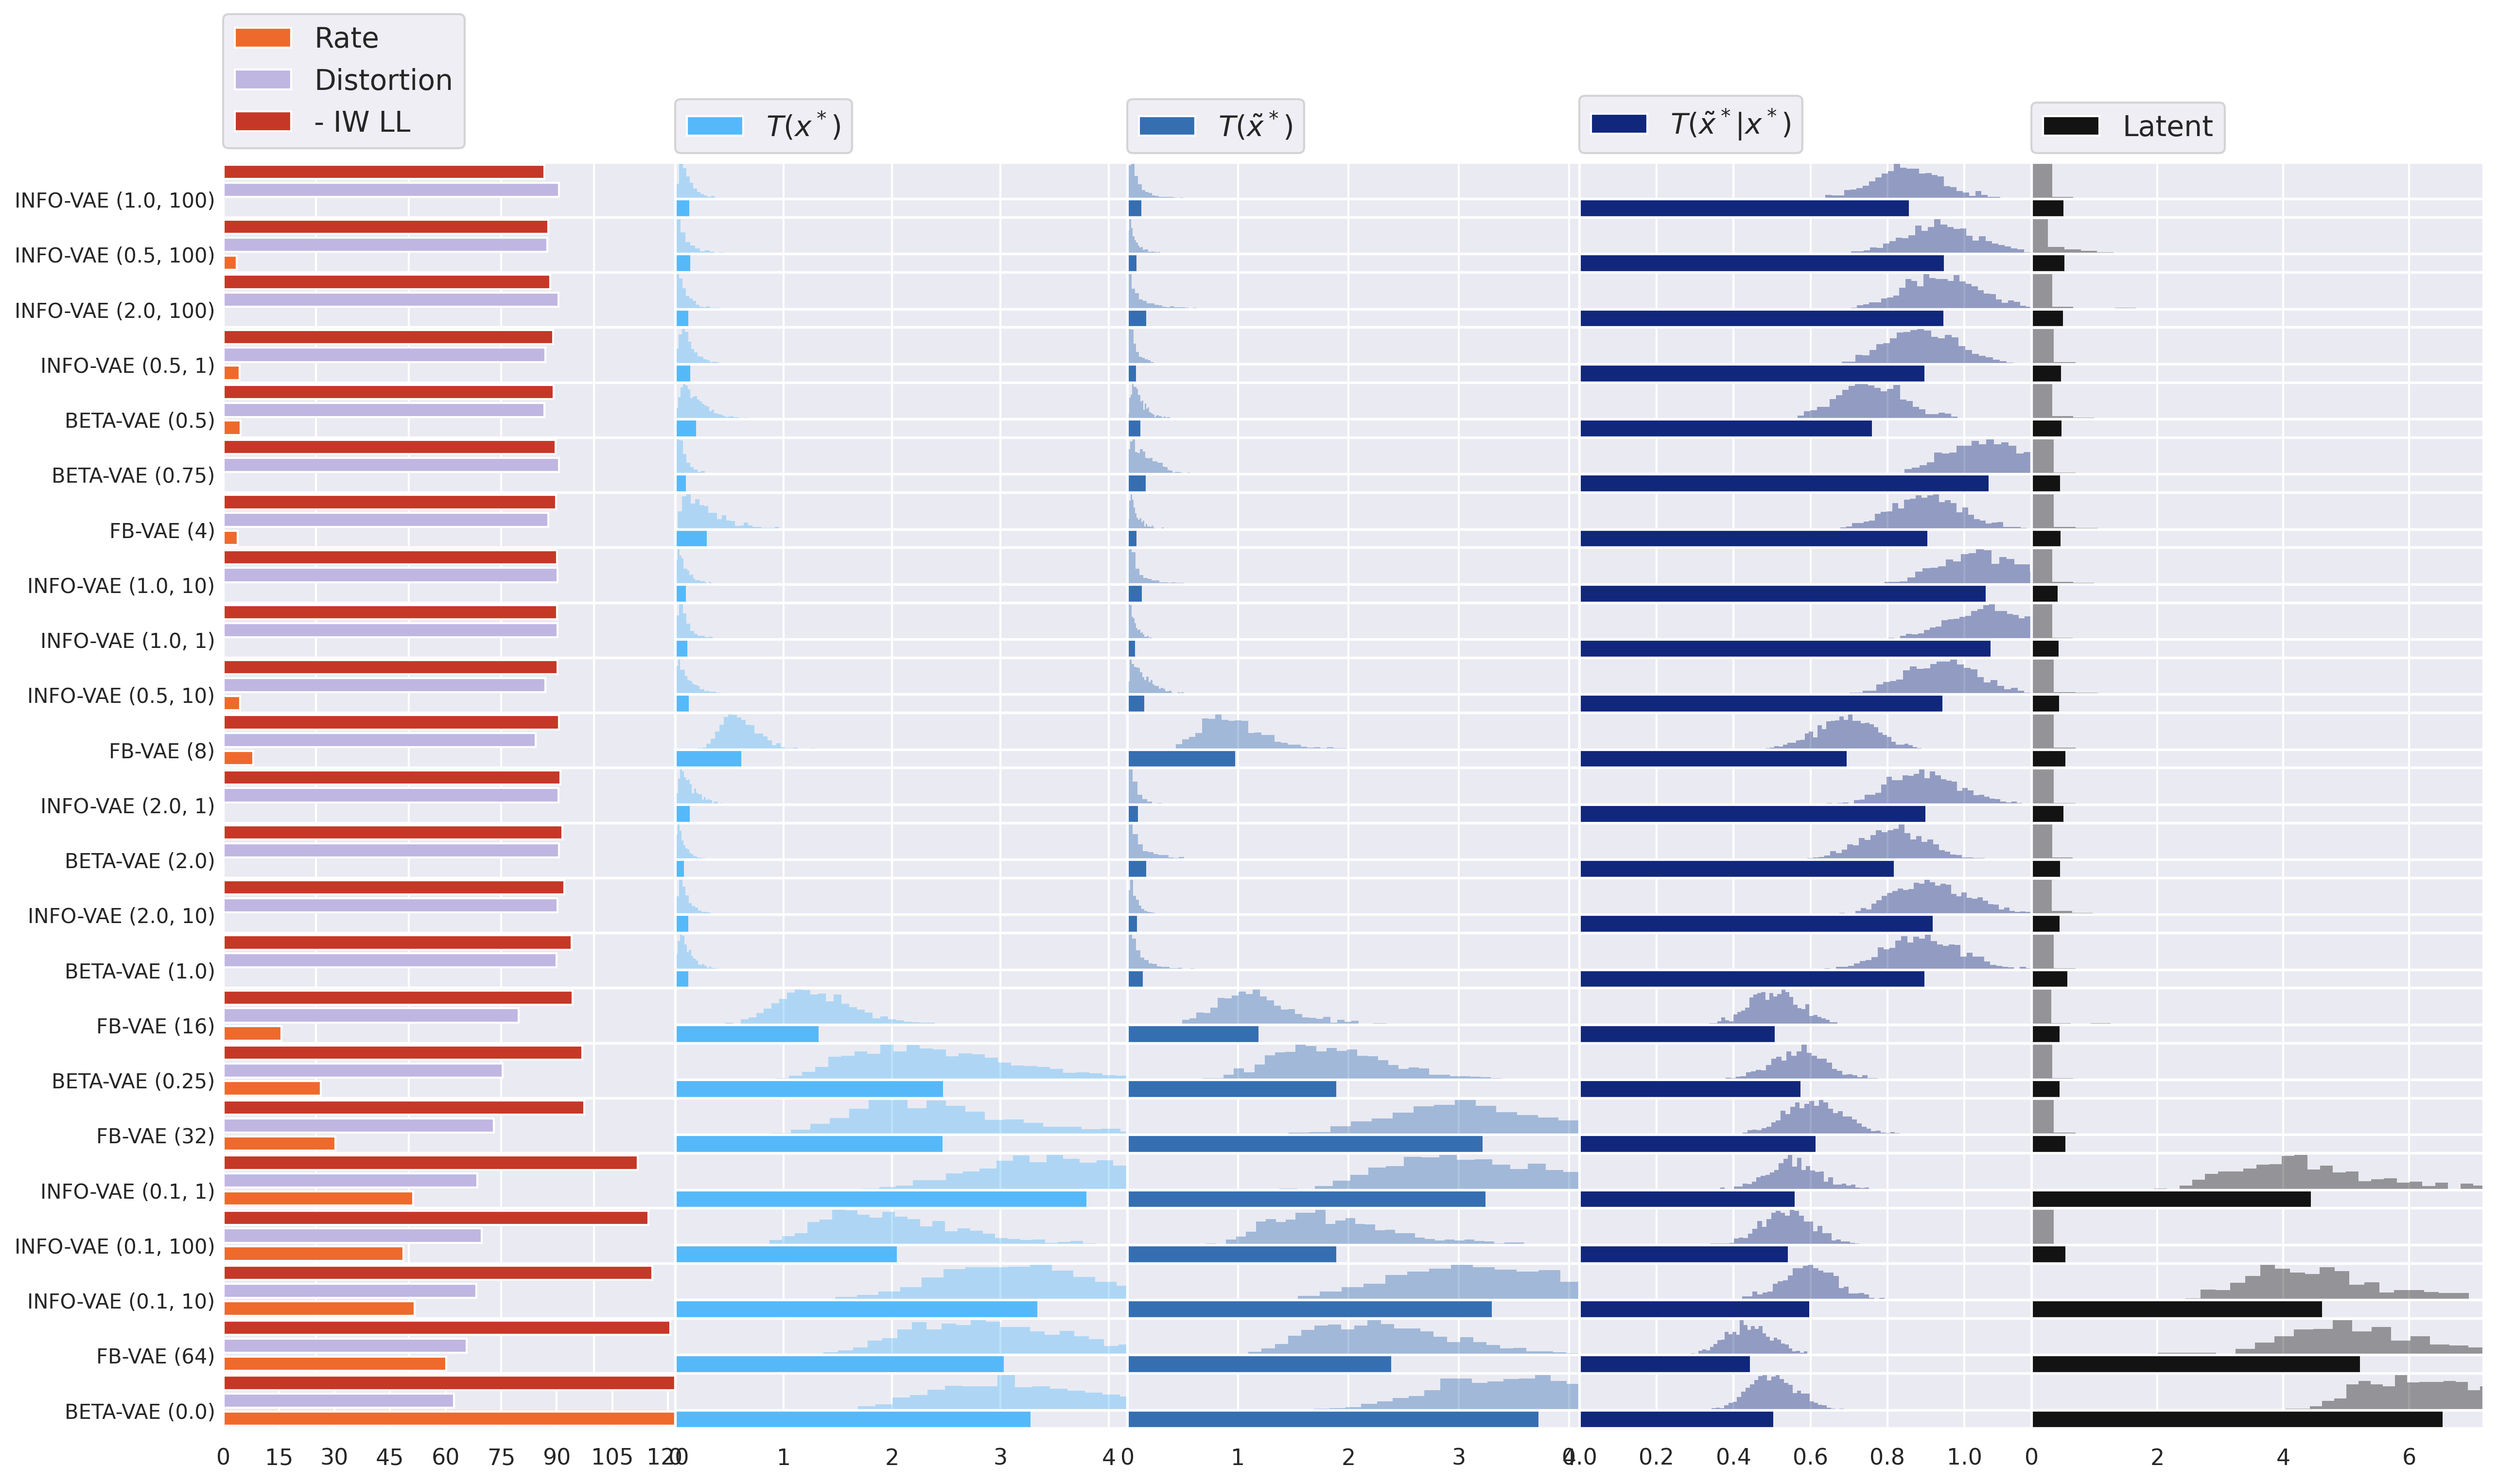 Rate
Distortion
- IW LL
T(x*)
T(x̃*)
T(x̃*|x*)
Latent
INFO-VAE (1.0, 100)
INFO-VAE (0.5, 100)
INFO-VAE (2.0, 100)
INFO-VAE (0.5, 1)
BETA-VAE (0.5)
BETA-VAE (0.75)
FB-VAE (4)
INFO-VAE (1.0, 10)
INFO-VAE (1.0, 1)
INFO-VAE (0.5, 10)
FB-VAE (8)
INFO-VAE (2.0, 1)
BETA-VAE (2.0)
INFO-VAE (2.0, 10)
BETA-VAE (1.0)
FB-VAE (16)
BETA-VAE (0.25)
FB-VAE (32)
INFO-VAE (0.1, 1)
INFO-VAE (0.1, 100)
INFO-VAE (0.1, 10)
FB-VAE (64)
BETA-VAE (0.0)
0 15 30 45 60 75 90 105 120
0 1 2 3 4
0 1 2 3 4
0.0 0.2 0.4 0.6 0.8 1.0
0 2 4 6